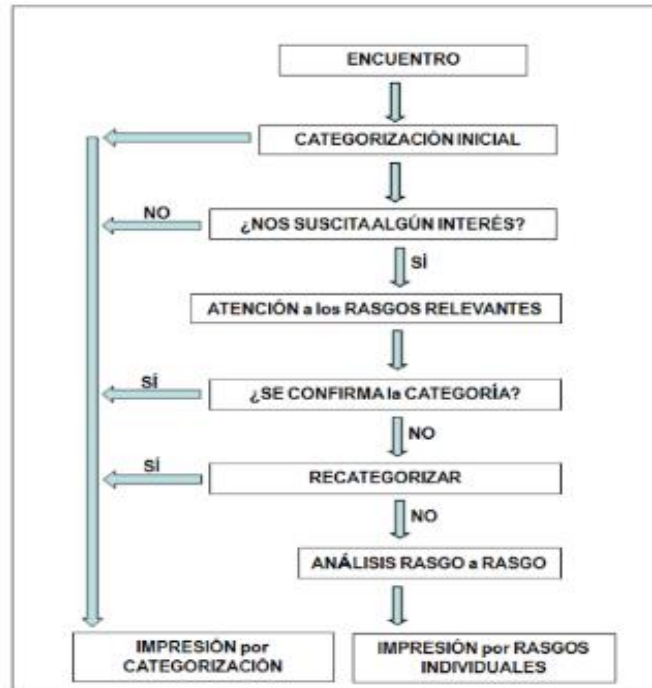 ENCUENTRO
CATEGORIZACIÓN INICIAL
NO
¿NOS SUSCITA ALGÚN INTERÉS?
SÍ
ATENCIÓN a los RASGOS RELEVANTES
SÍ
¿SE CONFIRMA la CATEGORÍA?
NO
SÍ
RECATEGORIZAR
NO
ANÁLISIS RASGO a RASGO
IMPRESIÓN por
CATEGORIZACIÓN
IMPRESIÓN por RASGOS
INDIVIDUALES